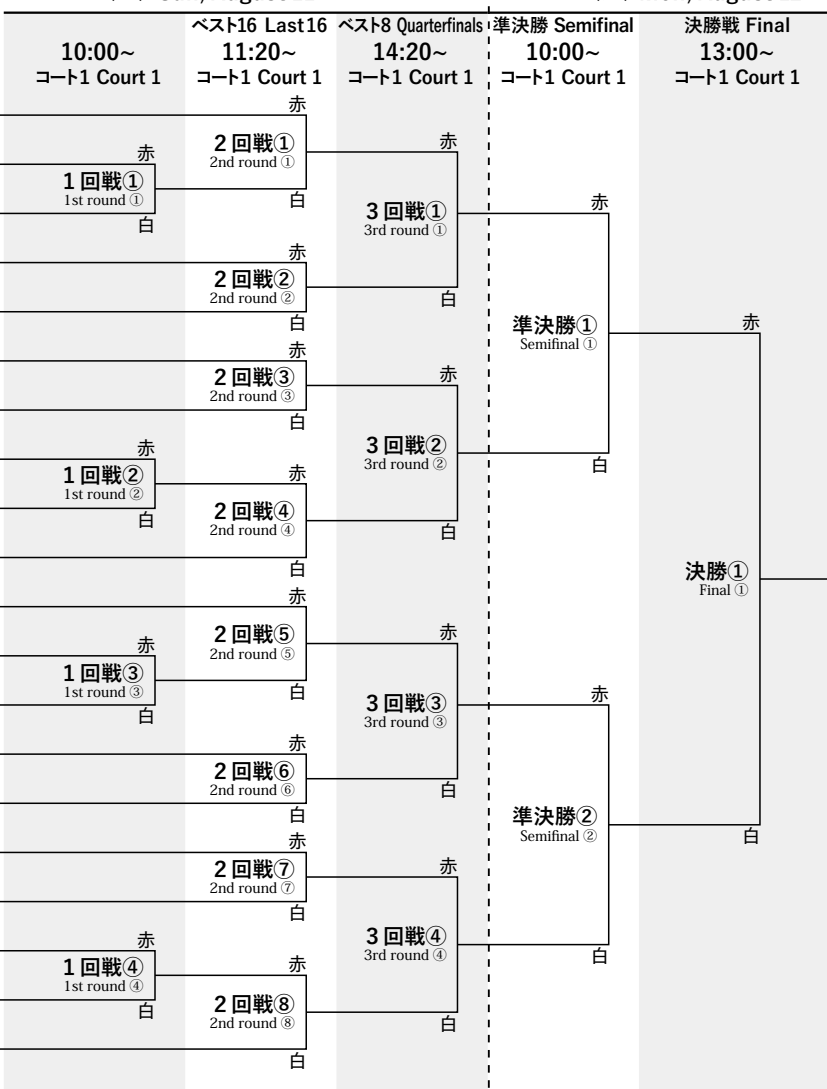 ベスト16 Last16 ベスト8 Quarterfinals 準決勝 Semifinal 決勝戦 Final
10:00~ 11:20~ 14:20~ 10:00~ 13:00~
コート1 Court 1 コート1 Court 1 コート1 Court 1 コート1 Court 1 コート1 Court 1
赤
2回戦①
2nd round ①
赤
赤
1回戦①
1st round ①
白
白
3回戦①
3rd round ①
赤
赤
2回戦②
2nd round ②
白
白
準決勝①
Semifinal ①
赤
赤
2回戦③
2nd round ③
赤
白
赤
3回戦②
3rd round ②
白
1回戦②
1st round ②
赤
2回戦④
2nd round ④
白
白
白
決勝①
Final ①
赤
2回戦⑤
2nd round ⑤
赤
赤
1回戦③
1st round ③
白
白
3回戦③
3rd round ③
赤
赤
2回戦⑥
2nd round ⑥
白
白
準決勝②
Semifinal ②
白
赤
2回戦⑦
2nd round ⑦
赤
白
赤
3回戦④
3rd round ④
白
1回戦④
1st round ④
赤
2回戦⑧
2nd round ⑧
白
白
白